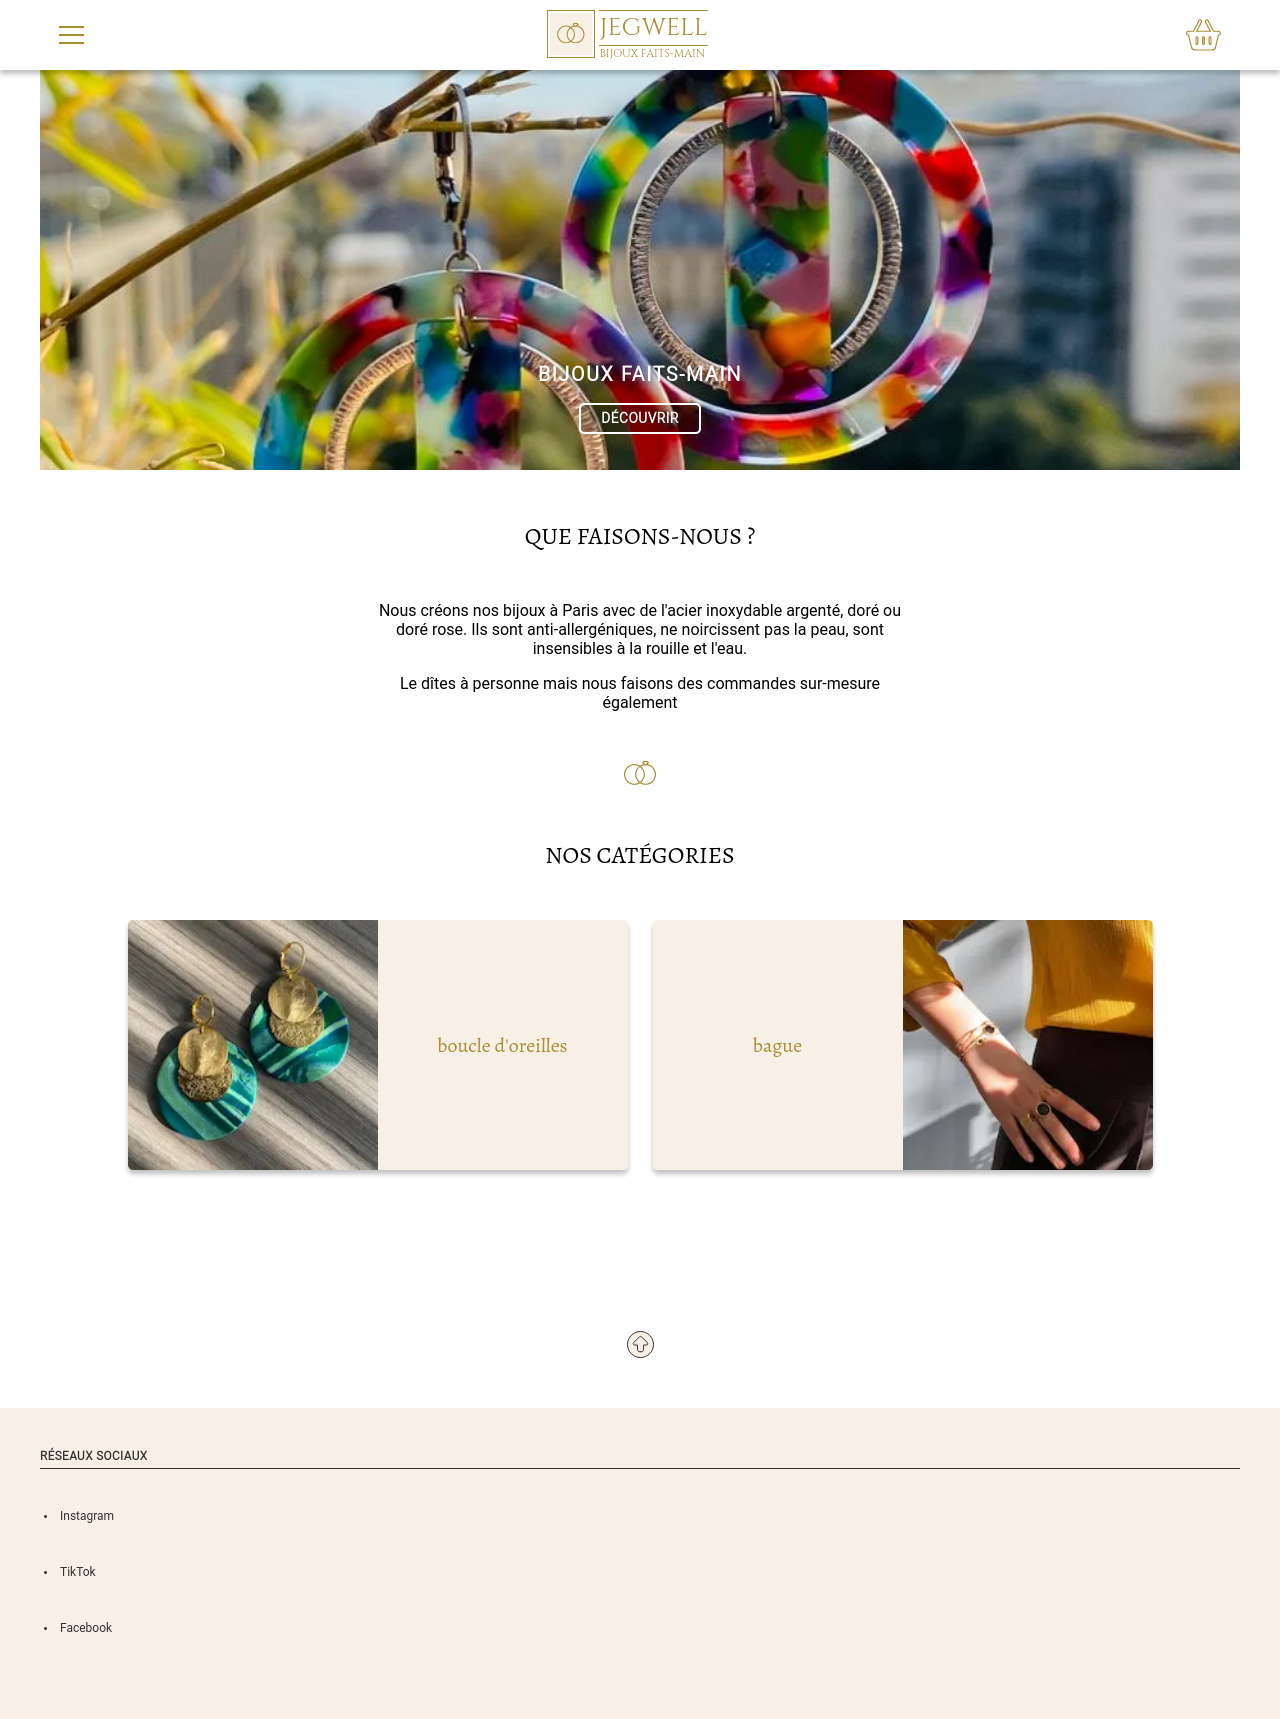 JEGWELL
BIJOUX FAITS-MAIN
BIJOUX FAITS-MAIN
DÉCOUVRIR
QUE FAISONS-NOUS ?
Nous créons nos bijoux à Paris avec de l'acier inoxydable argenté, doré ou
doré rose. Ils sont anti-allergéniques, ne noircissent pas la peau, sont
insensibles à la rouille et l'eau.
Le dîtes à personne mais nous faisons des commandes sur-mesure
également
NOS CATÉGORIES
boucle d'oreilles
bague
RÉSEAUX SOCIAUX
Instagram
TikTok
Facebook